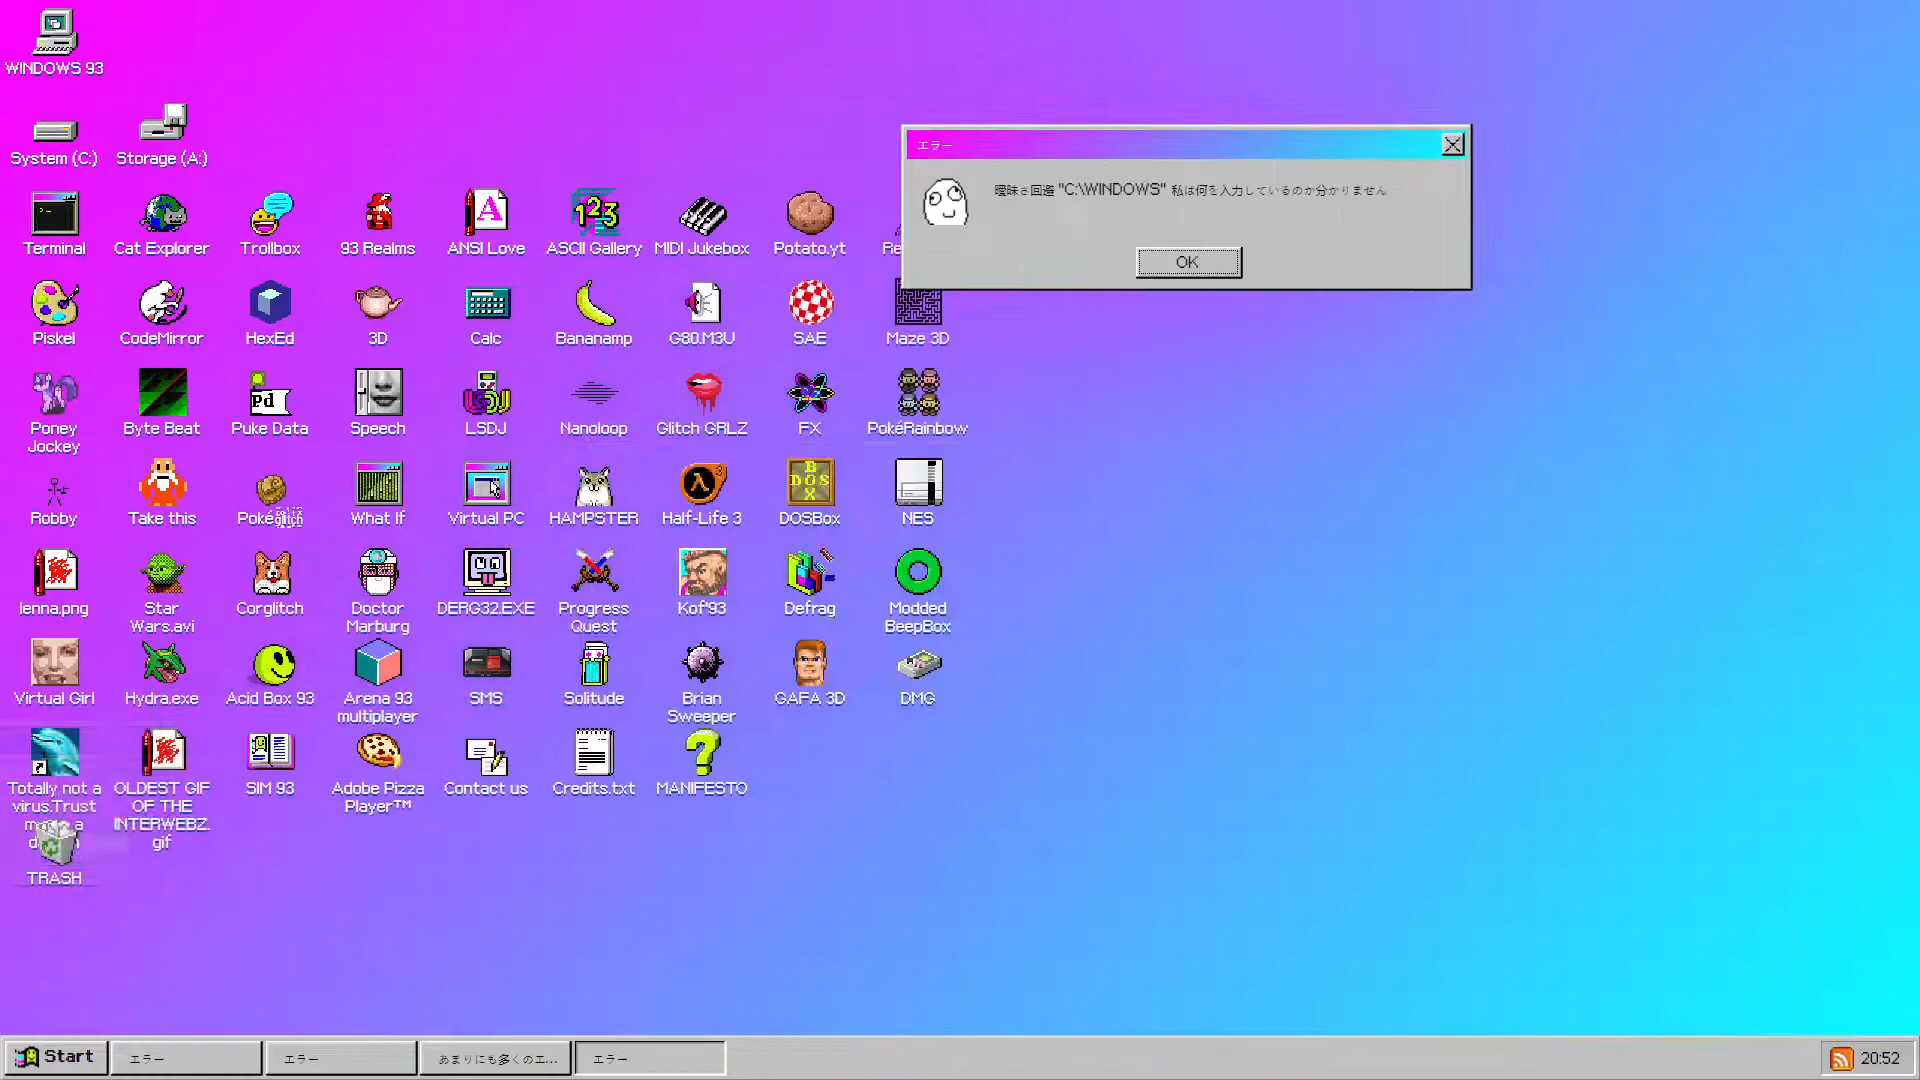 WINDOWS 93
System (C:)
Storage (A:)
エラー
曖昧さ回避 "C:\WINDOWS" 私は何を入力しているのか分かりません
OK
Terminal
Cat Explorer
Trollbox
93 Realms
ANSI Love
ASCII Gallery
MIDI Jukebox
Potato.yt
Piskel
CodeMirror
HexEd
3D
Calc
Bananamp
G80.M3U
SAE
Maze 3D
Poney
Jockey
Byte Beat
Puke Data
Speech
LSDJ
Nanoloop
Glitch GRLZ
FX
PokéRainbow
Robby
Take this
Pokéglitch
What If
Virtual PC
HAMPSTER
Half-Life 3
DOSBox
NES
lenna.png
Star
Wars.avi
Corglitch
Doctor
Marburg
DERG32.EXE
Progress
Quest
Kof'93
Defrag
Modded
BeepBox
Virtual Girl
Hydra.exe
Acid Box 93
Arena 93
multiplayer
SMS
Solitude
Brian
Sweeper
GAFA 3D
DMG
Totally not a
virus.Trust
OLDEST GIF
OF THE
INTERWEBZ.
gif
SIM 93
Adobe Pizza
Player™
Contact us
Credits.txt
MANIFESTO
TRASH
Start
エラー
エラー
あまりにも多くのエ...
エラー
20:52